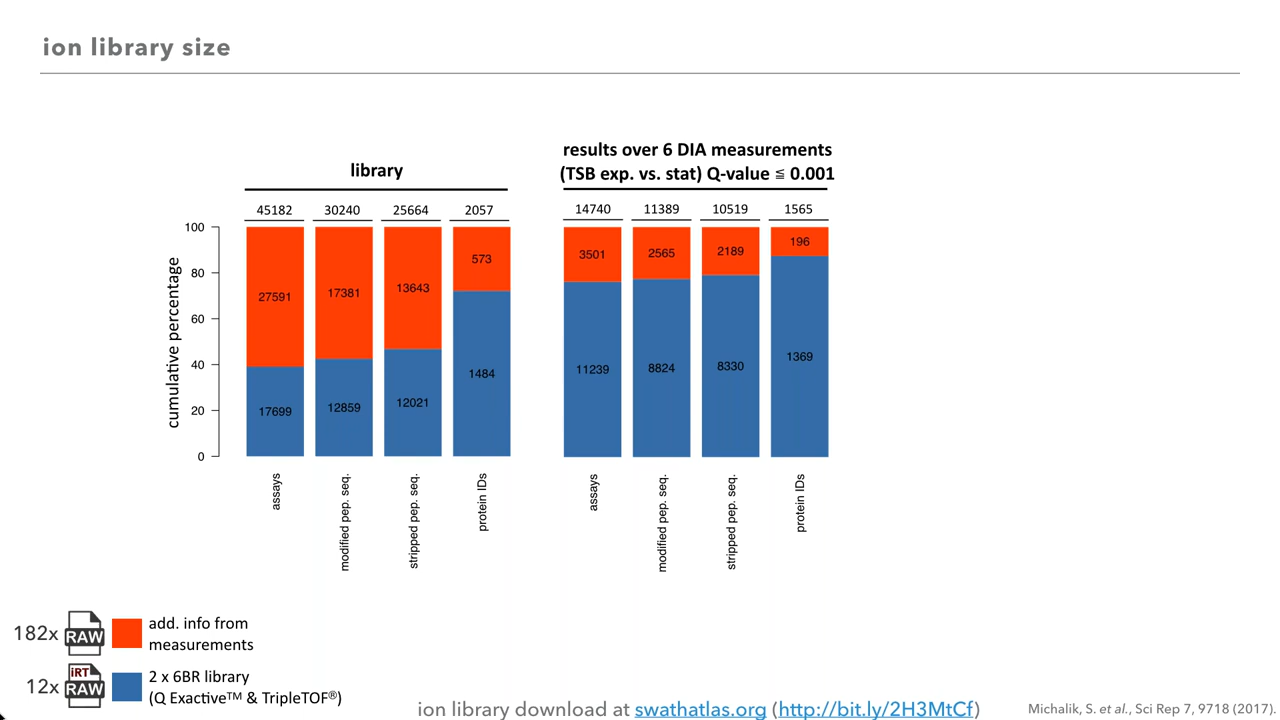 ion library size
library
results over 6 DIA measurements
(TSB exp. vs. stat) Q-value ≦ 0.001
45182 30240 25664 2057
14740 11389 10519 1565
cumulative percentage
100
80
60
40
20
0
27591 17381 13643 573
17699 12859 12021 1484
3501 2565 2189 196
11239 8824 8330 1369
assays
modified pep. seq.
stripped pep. seq.
protein IDs
assays
modified pep. seq.
stripped pep. seq.
protein IDs
182x RAW
add. info from
measurements
12x iRT RAW
2 x 6BR library
(Q Exactive™ & TripleTOF®)
ion library download at swathatlas.org (http://bit.ly/2H3MtCf)
Michalik, S. et al., Sci Rep 7, 9718 (2017).